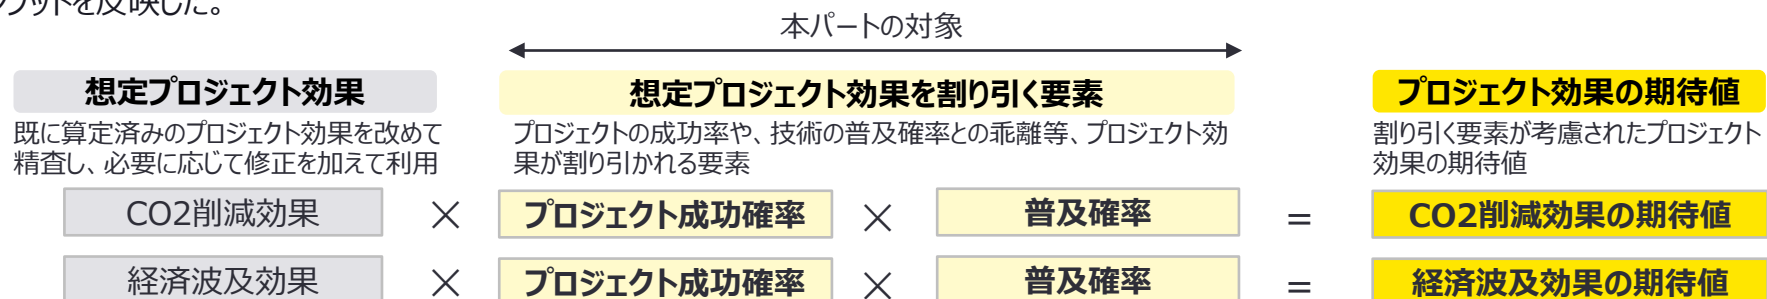 ウプットを反映した。
本パートの対象
想定プロジェクト効果
想定プロジェクト効果を割り引く要素
プロジェクト効果の期待値
既に算定済みのプロジェクト効果を改めて
精査し、必要に応じて修正を加えて利用
プロジェクトの成功率や、技術の普及確率との乖離等、プロジェクト効
果が割り引かれる要素
割り引く要素が考慮されたプロジェクト
効果の期待値
CO2削減効果 × プロジェクト成功確率 × 普及確率 = CO2削減効果の期待値
経済波及効果 × プロジェクト成功確率 × 普及確率 = 経済波及効果の期待値